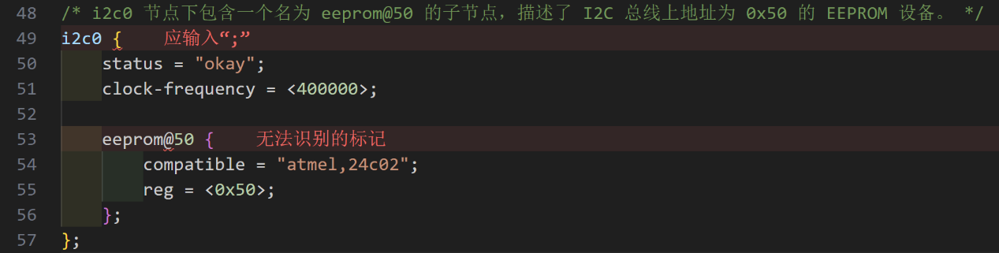 48 /* i2c0 节点下包含一个名为 eeprom@50 的子节点，描述了 I2C 总线上地址为 0x50 的 EEPROM 设备。 */
49 i2c0 { 应输入“;”
50 status = "okay";
51 clock-frequency = <400000>;
52
53 eeprom@50 { 无法识别的标记
54 compatible = "atmel,24c02";
55 reg = <0x50>;
56 };
57 };